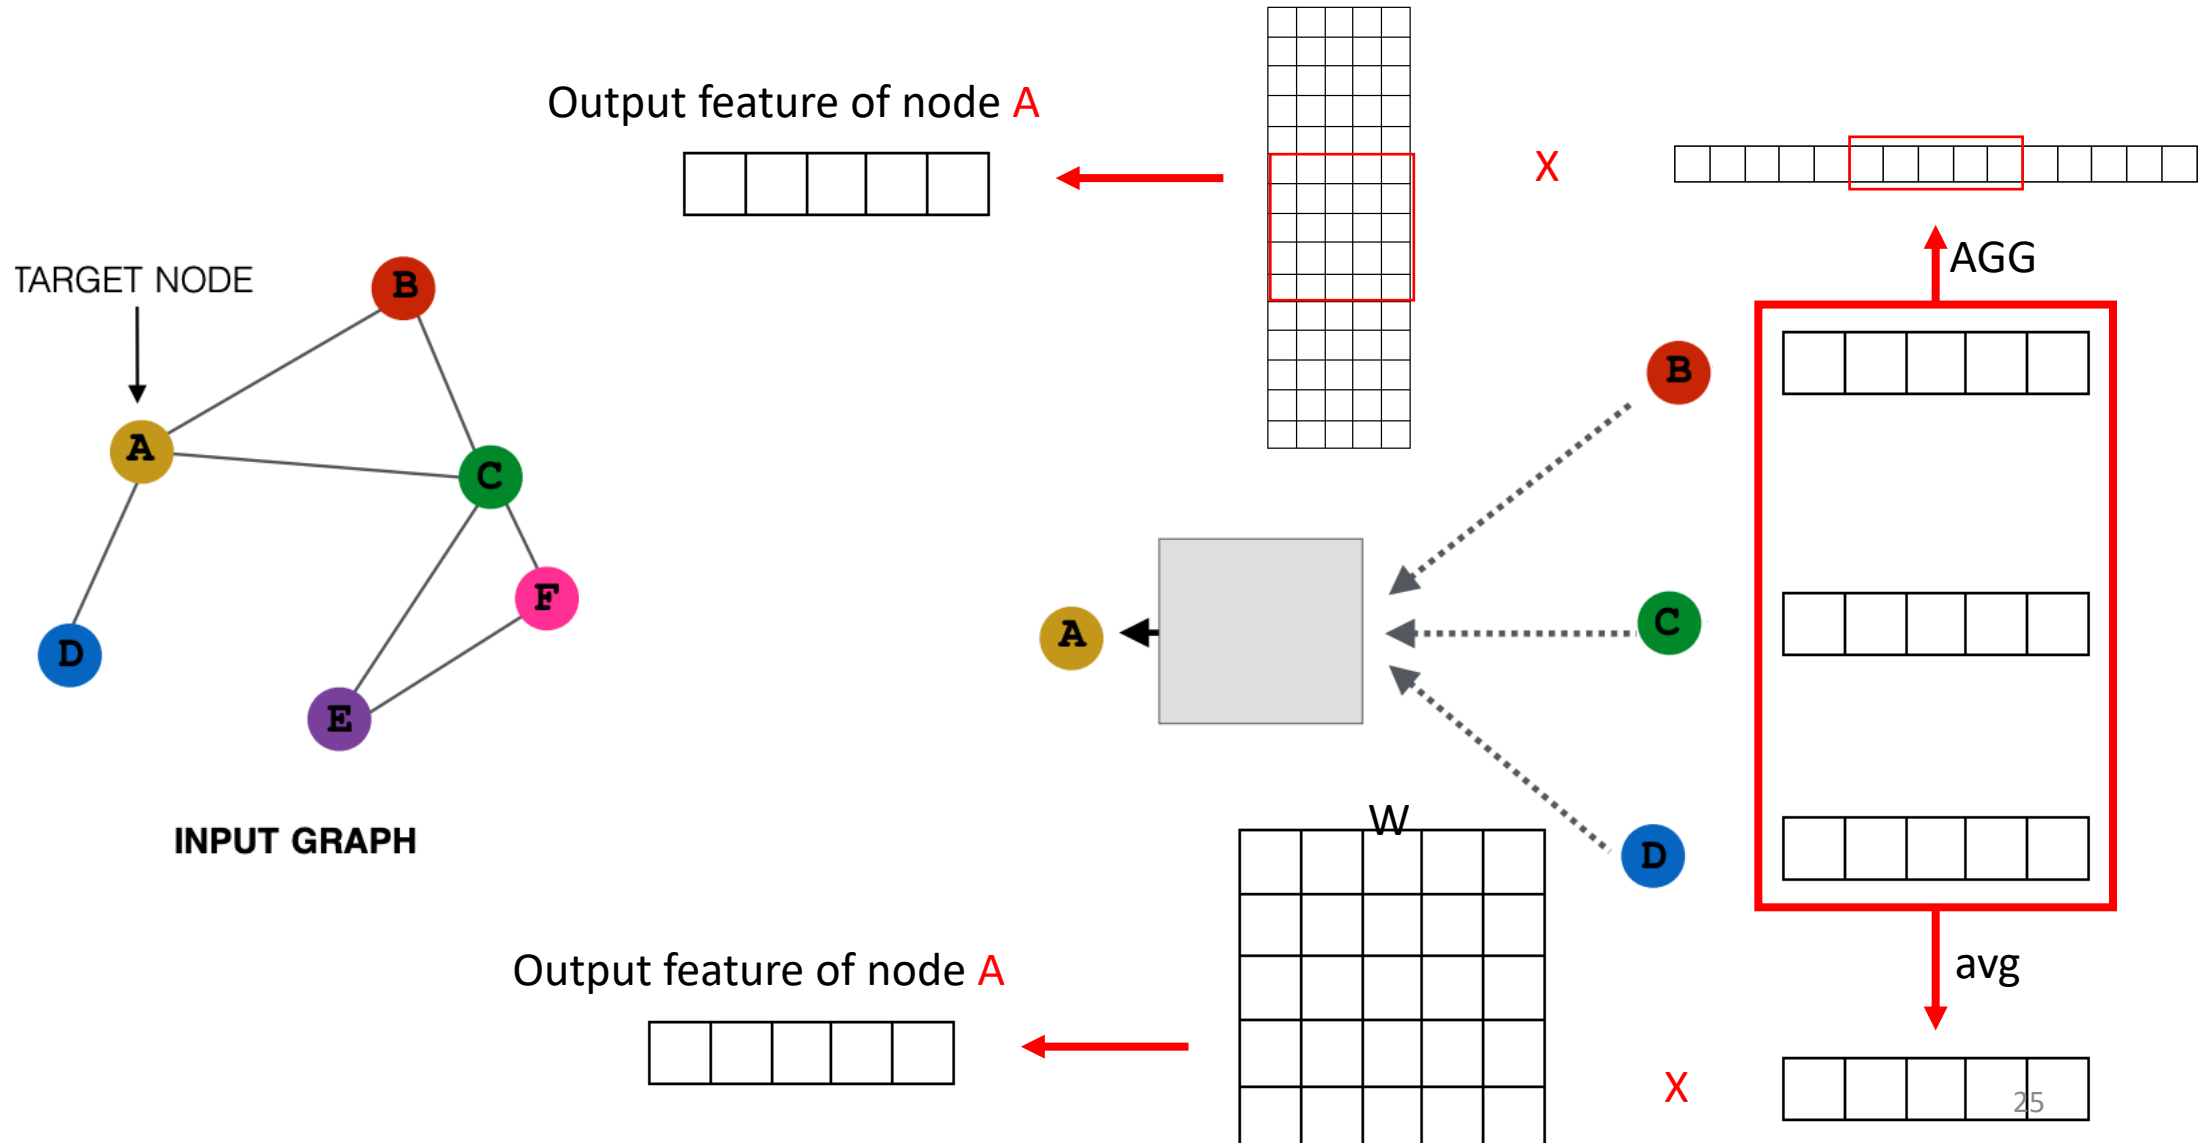 Output feature of node A
X
TARGET NODE
AGG
B
B
A
C
C
F
A
D
E
W
INPUT GRAPH
D
Output feature of node A
avg
X
25